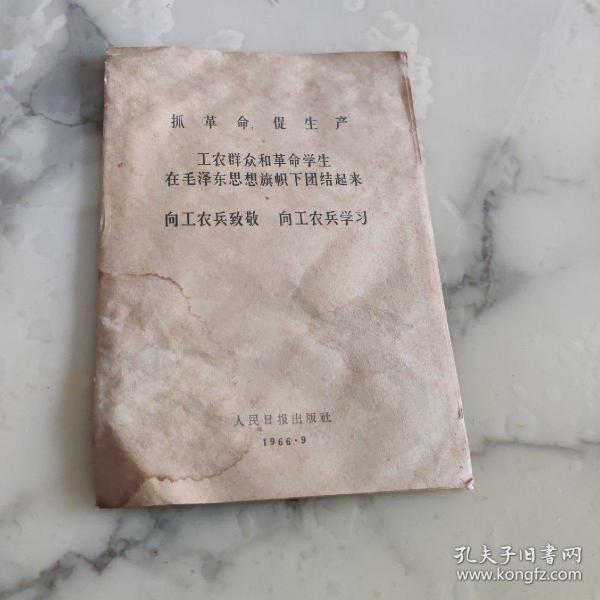 抓革命,促生产
工农群众和革命学生
在毛泽东思想旗帜下团结起来
向工农兵致敬 向工农兵学习
人民日报出版社
1966·9
孔夫子旧书网
www.kongfz.com